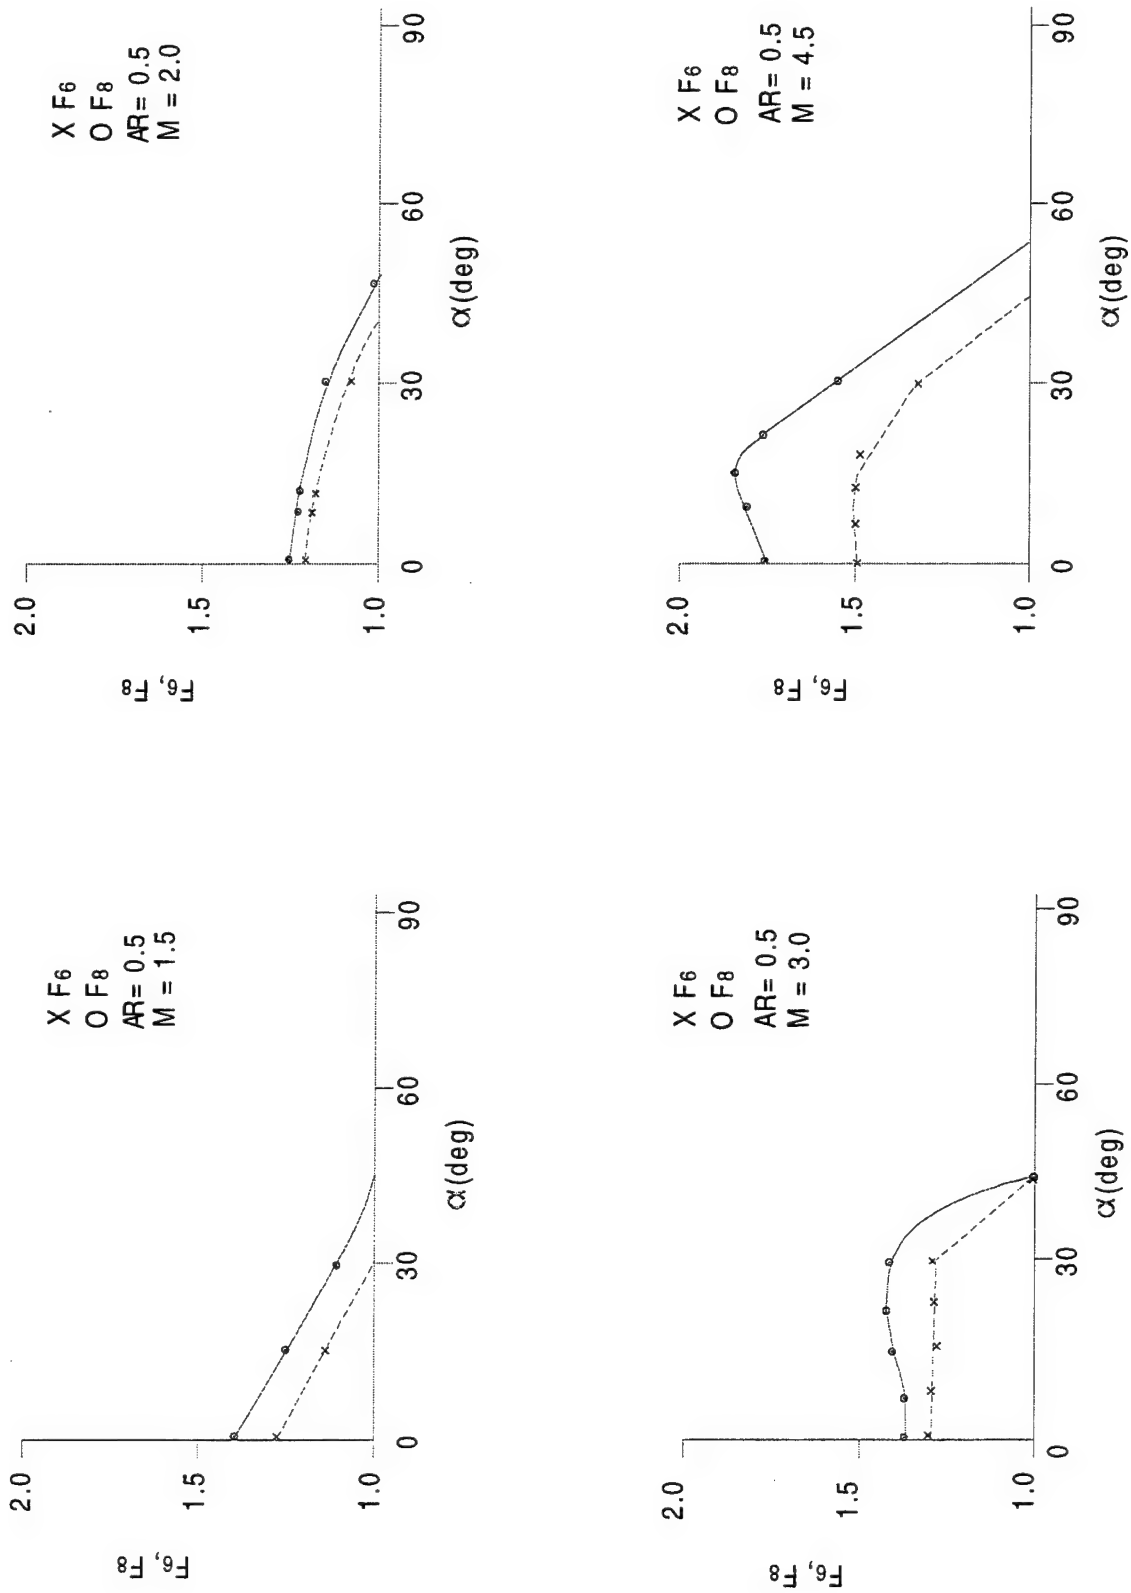 2.0
1.5
1.0
F6, F8
X F6
O F8
AR= 0.5
M = 1.5
0
30
60
90
α(deg)
2.0
1.5
1.0
F6, F8
X F6
O F8
AR= 0.5
M = 2.0
0
30
60
90
α(deg)
2.0
1.5
1.0
F6, F8
X F6
O F8
AR= 0.5
M = 3.0
0
30
60
90
α(deg)
2.0
1.5
1.0
F6, F8
X F6
O F8
AR= 0.5
M = 4.5
0
30
60
90
α(deg)